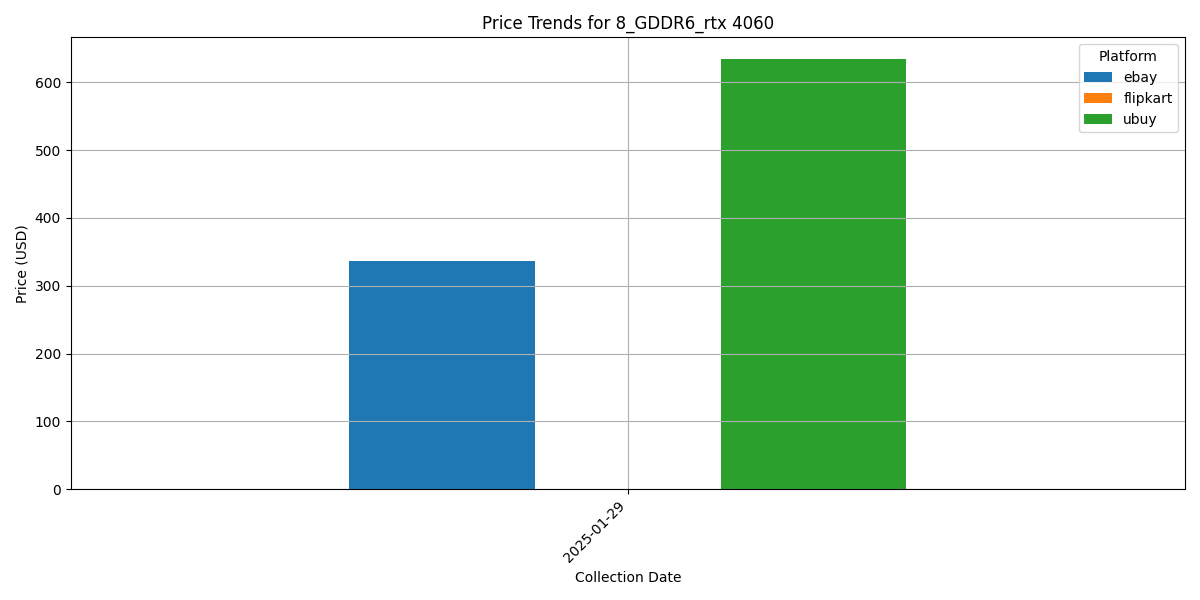 Price Trends for 8_GDDR6_rtx 4060
Platform
ebay
flipkart
ubuy
Price (USD)
600
500
400
300
200
100
0
2025-01-29
Collection Date